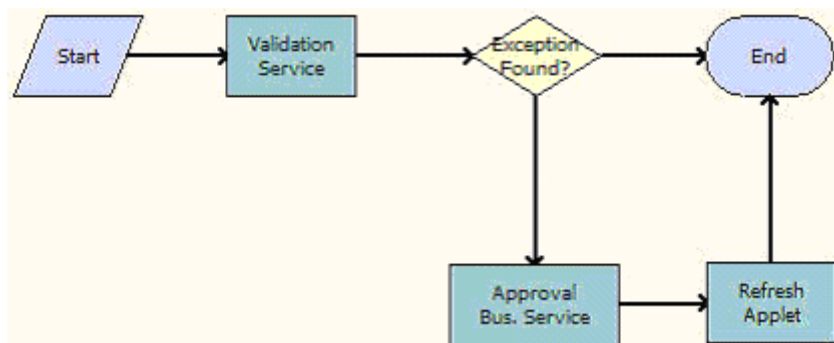 Start
Validation
Service
Exception
Found?
End
Approval
Bus. Service
Refresh
Applet